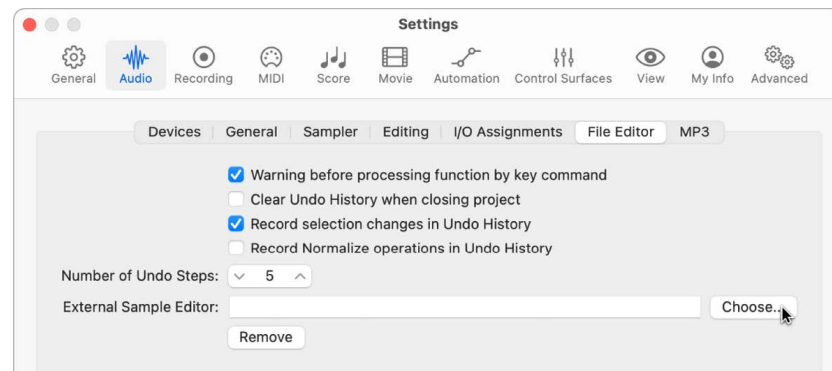 Settings
General Audio Recording MIDI Score Movie Automation Control Surfaces View My Info Advanced
Devices General Sampler Editing I/O Assignments File Editor MP3
Warning before processing function by key command
Clear Undo History when closing project
Record selection changes in Undo History
Record Normalize operations in Undo History
Number of Undo Steps: 5
External Sample Editor: Choose...
Remove